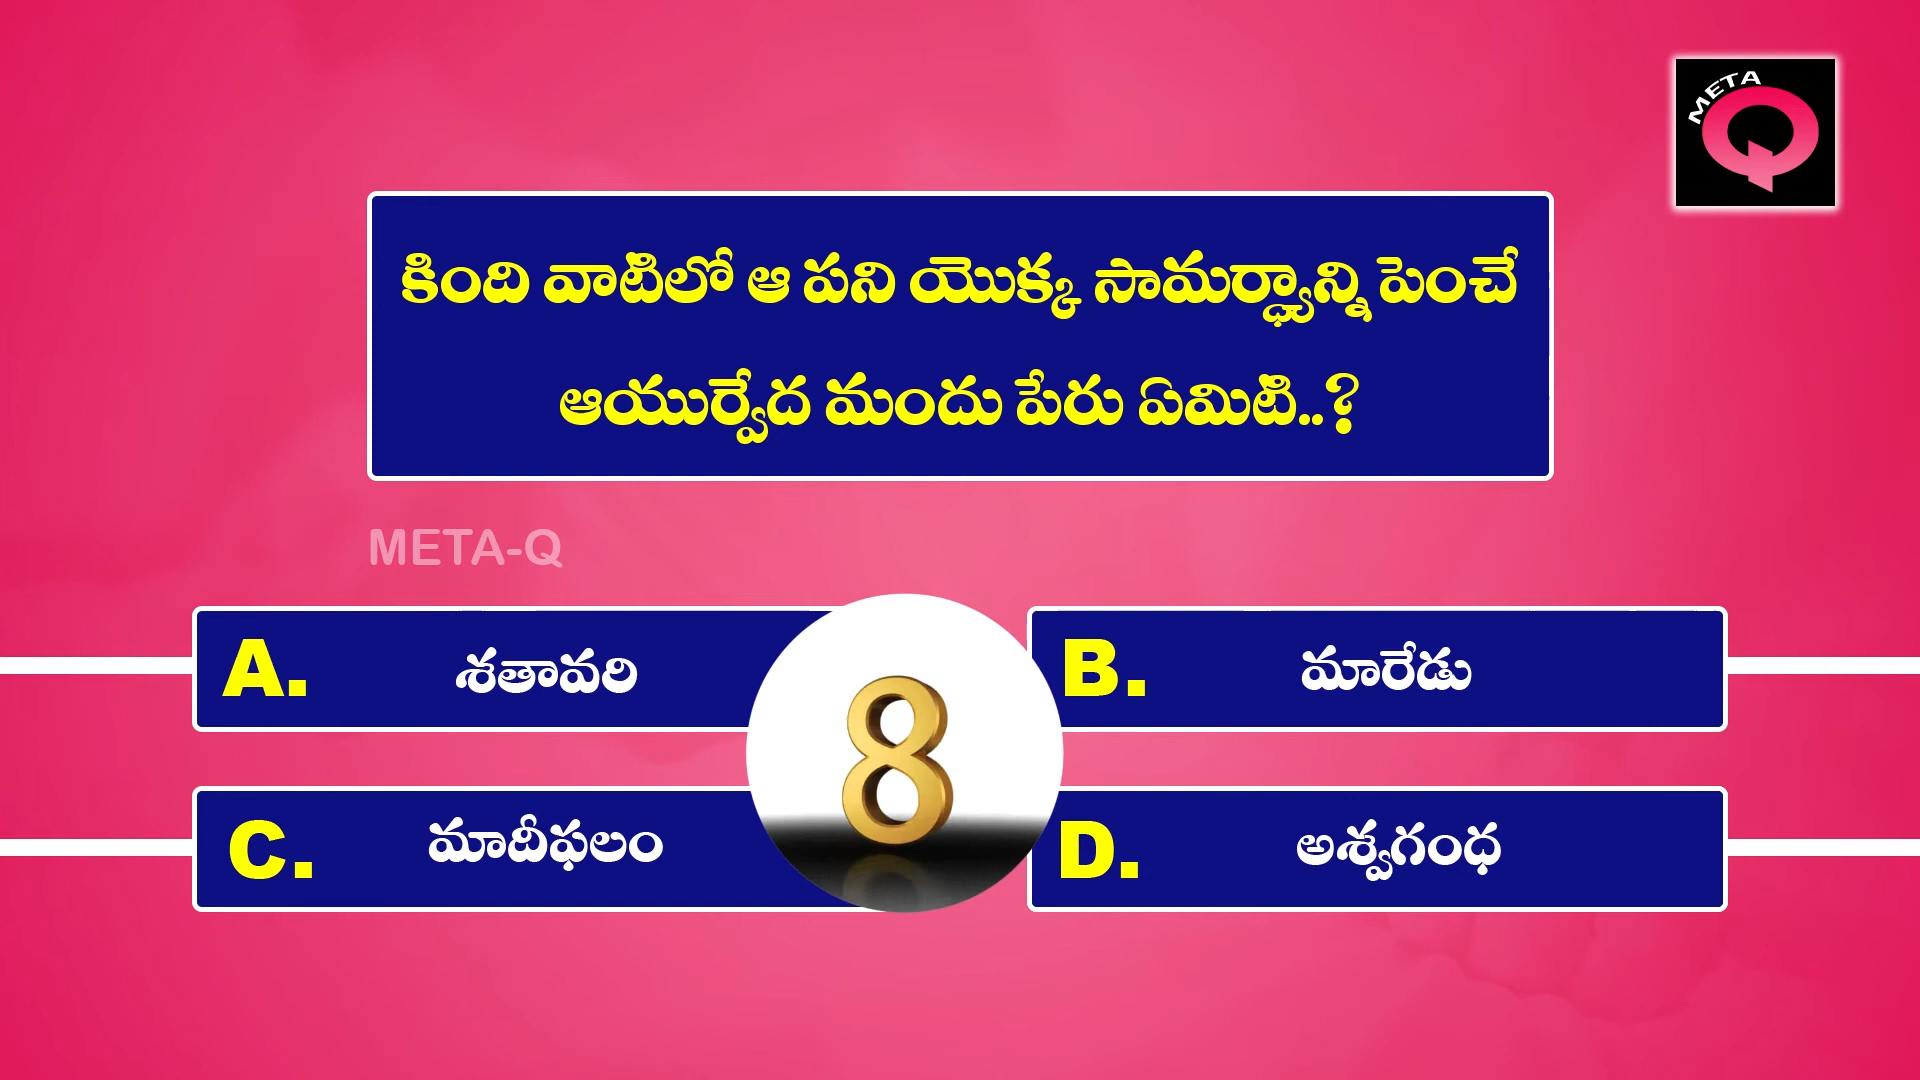 META Q
కింది వాటిలో ఆ పని యొక్క సామర్ధ్యాన్ని పెంచే
ఆయుర్వేద మందు పేరు ఏమిటి..?
META-Q
A. శతావరి
B. మారేడు
8
C. మాదీఫలం
D. అశ్వగంధ